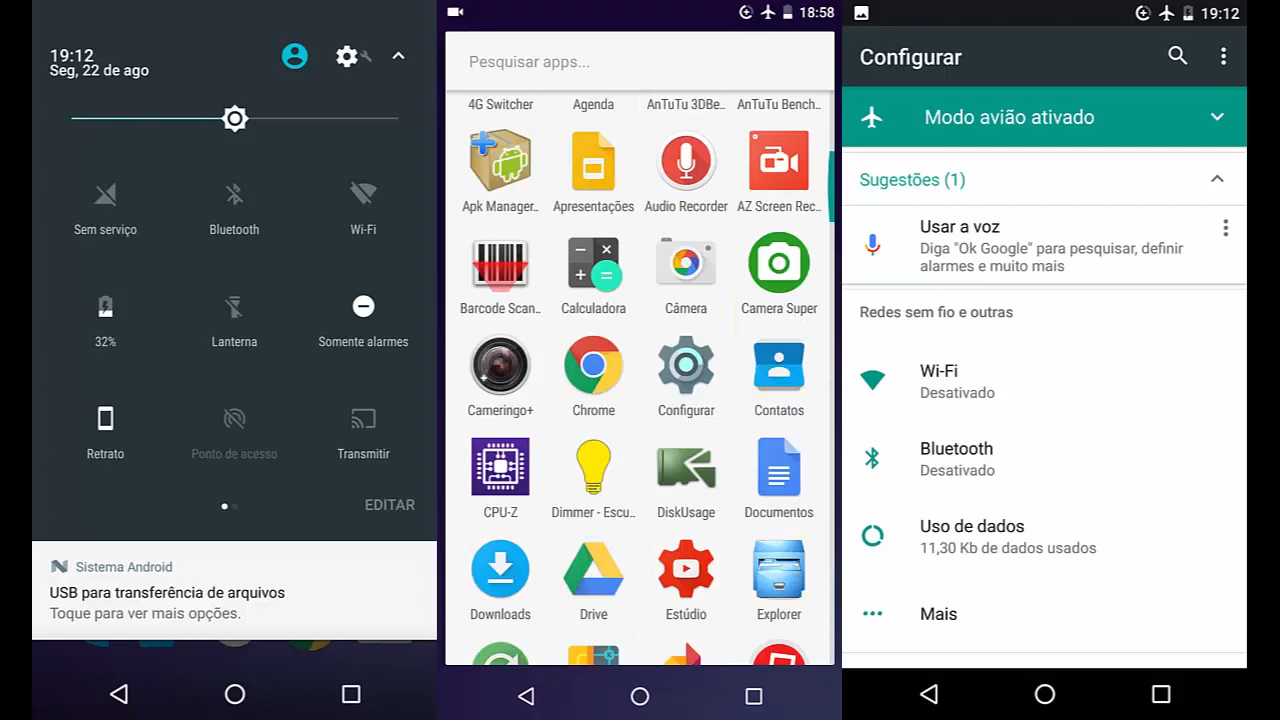 19:12
Seg, 22 de ago
Sem serviço
Bluetooth
Wi-Fi
32%
Lanterna
Somente alarmes
Retrato
Ponto de acesso
Transmitir
EDITAR
Sistema Android
USB para transferência de arquivos
Toque para ver mais opções.
18:58
Pesquisar apps...
4G Switcher
Agenda
AnTuTu 3DBe..
AnTuTu Bench..
Apk Manager..
Apresentações
Audio Recorder
AZ Screen Rec..
Barcode Scan..
Calculadora
Câmera
Camera Super
Cameringo+
Chrome
Configurar
Contatos
CPU-Z
Dimmer - Escu..
DiskUsage
Documentos
Downloads
Drive
Estúdio
Explorer
19:12
Configurar
Modo avião ativado
Sugestões (1)
Usar a voz
Diga "Ok Google" para pesquisar, definir
alarmes e muito mais
Redes sem fio e outras
Wi-Fi
Desativado
Bluetooth
Desativado
Uso de dados
11,30 Kb de dados usados
Mais